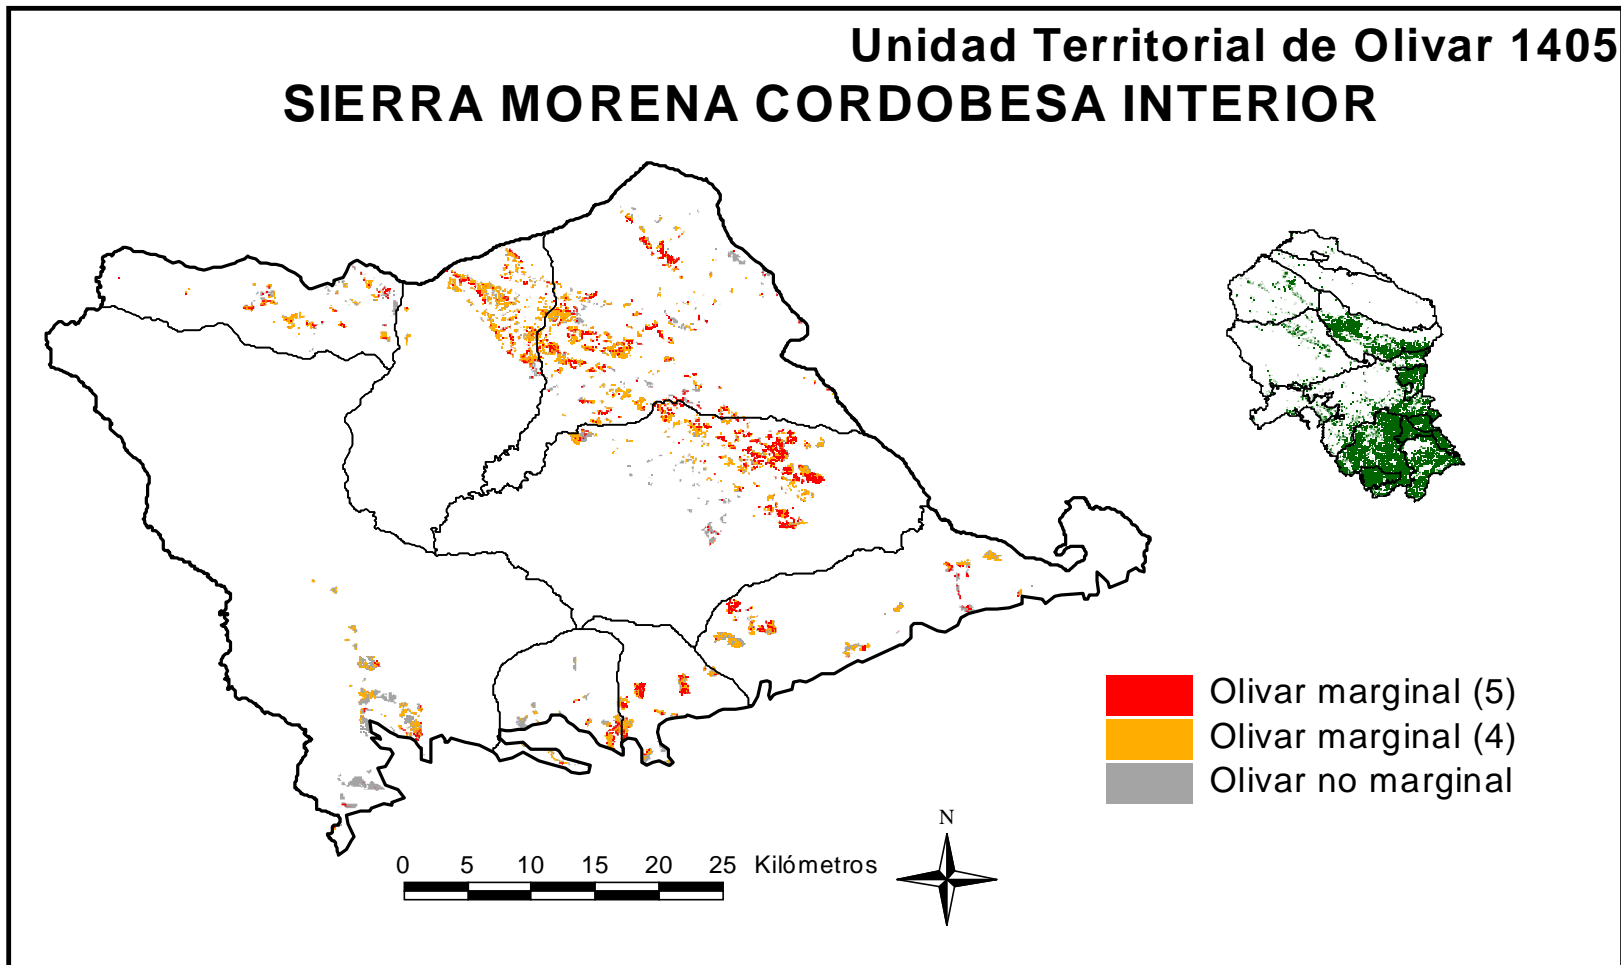 Unidad Territorial de Olivar 1405
SIERRA MORENA CORDOBESA INTERIOR
Olivar marginal (5)
Olivar marginal (4)
Olivar no marginal
N
0 5 10 15 20 25 Kilómetros